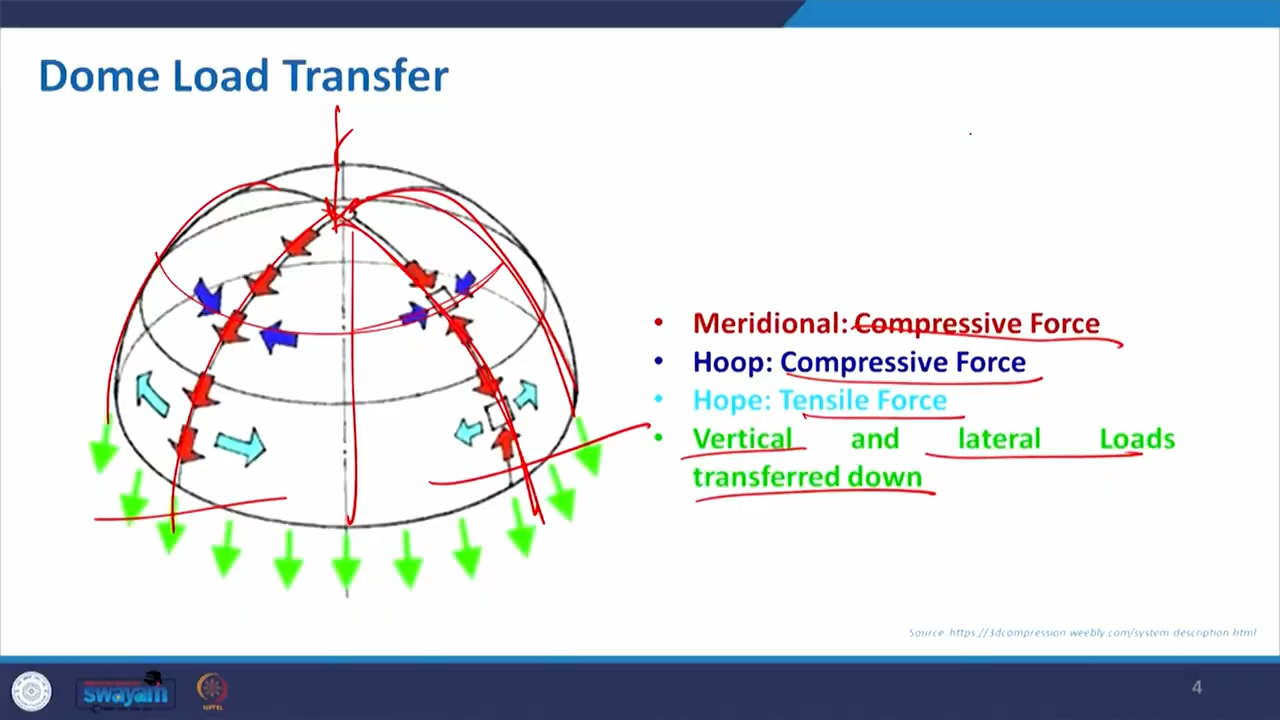 Dome Load Transfer
• Meridional: Compressive Force
• Hoop: Compressive Force
• Hope: Tensile Force
• Vertical and lateral Loads
transferred down
Source https://3dcompression.weebly.com/system-description.html
swayam
4